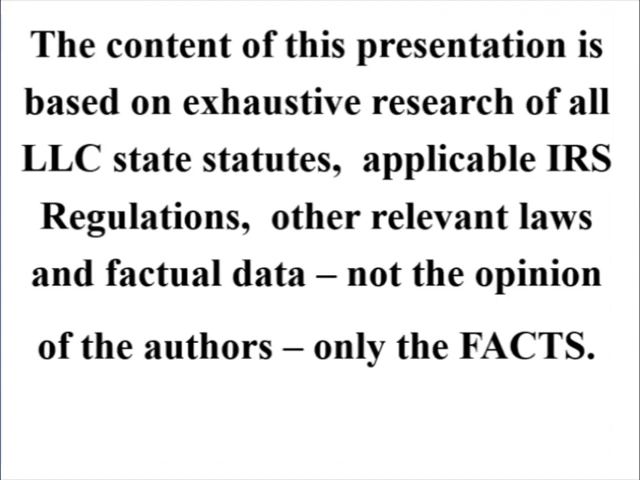 The content of this presentation is
based on exhaustive research of all
LLC state statutes,  applicable IRS
Regulations,  other relevant laws
and factual data – not the opinion
of the authors – only the FACTS.